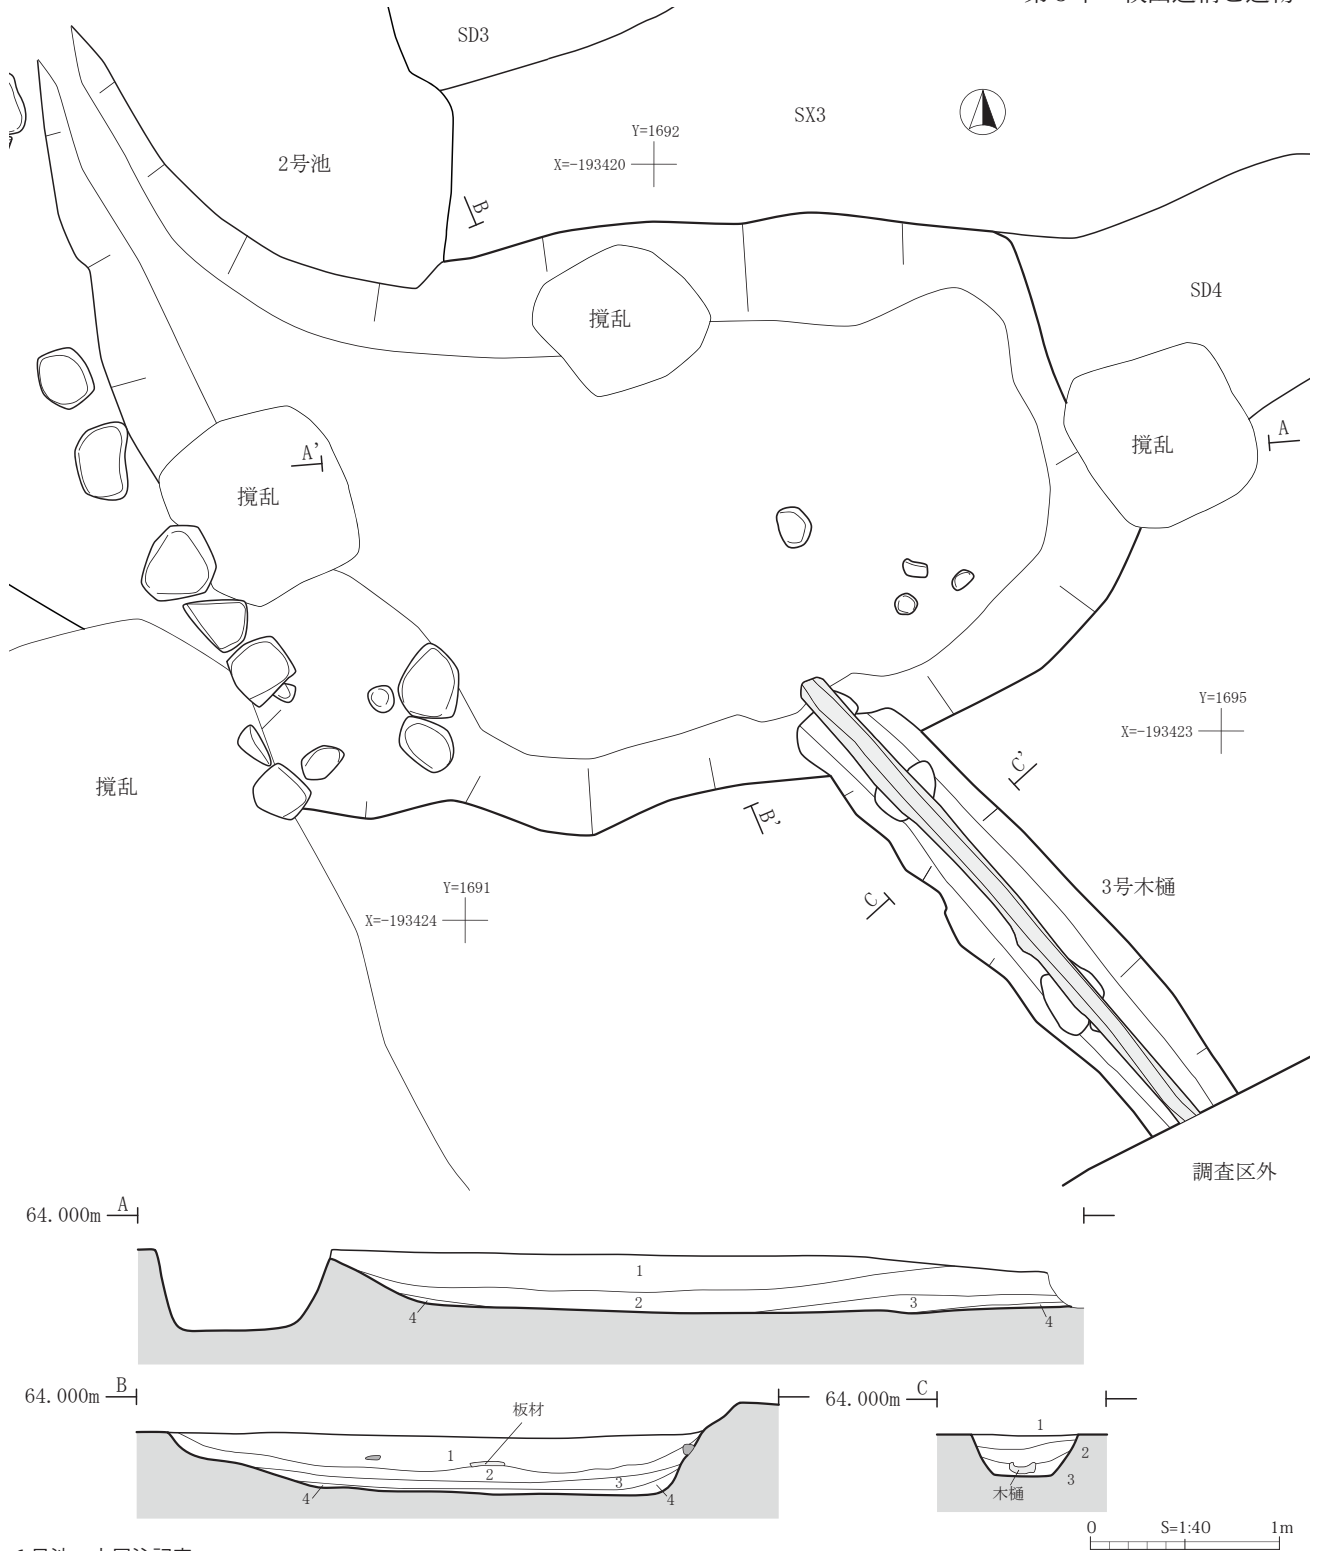 SD3
SX3
Y=1692
X=-193420
2号池
B
SD4
撹乱
A
撹乱
A'
撹乱
Y=1695
X=-193423
C'
撹乱
B'
3号木樋
Y=1691
X=-193424
C
調査区外
64.000m A
1
2
3
4
4
64.000m B
板材
1
2
3
4
4
64.000m C
1
2
3
木樋
0 S=1:40 1m